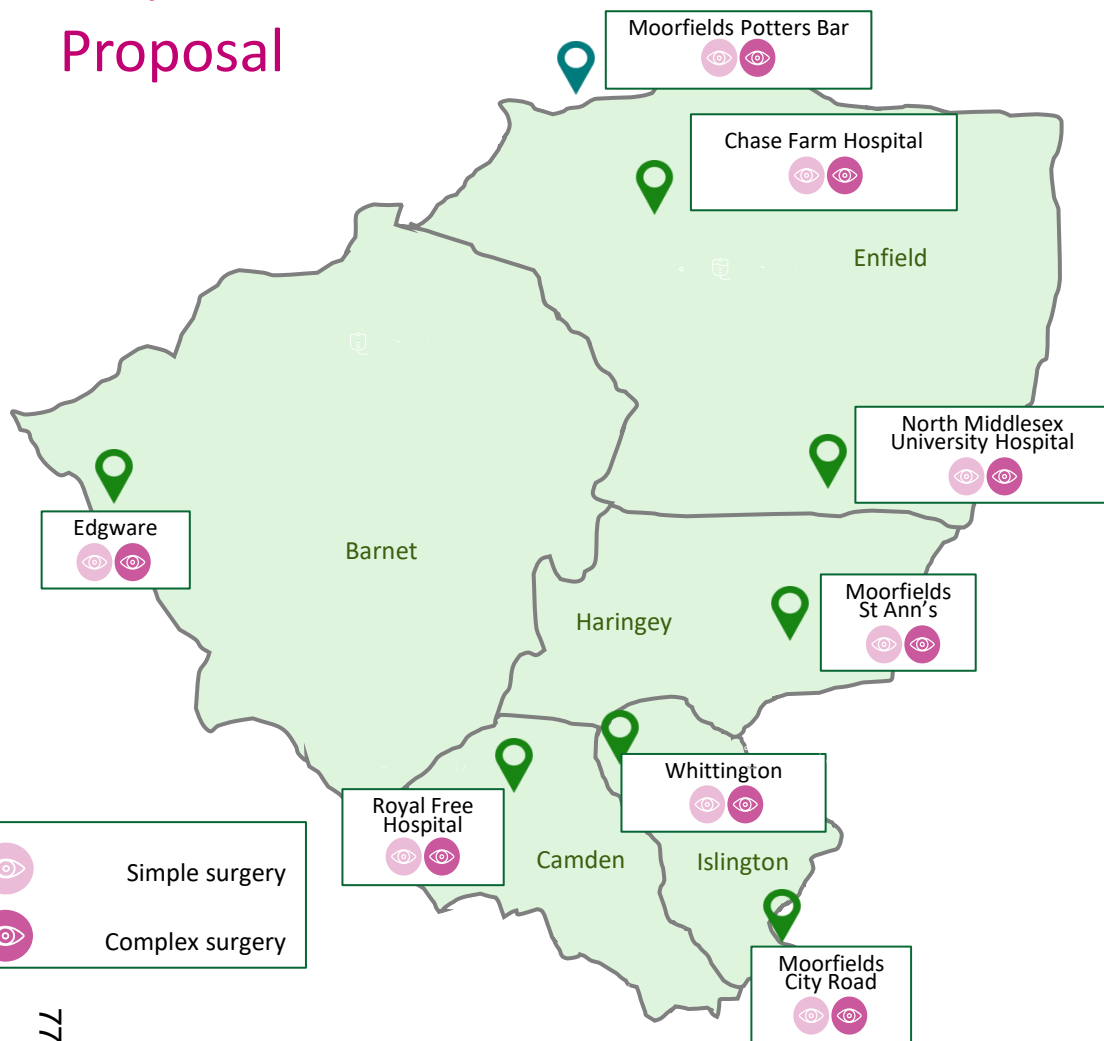 Proposal
Moorfields Potters Bar
Chase Farm Hospital
Enfield
North Middlesex
University Hospital
Edgware
Barnet
Moorfields
St Ann's
Haringey
Whittington
Royal Free
Hospital
Camden
Islington
Simple surgery
Complex surgery
Moorfields
City Road
77